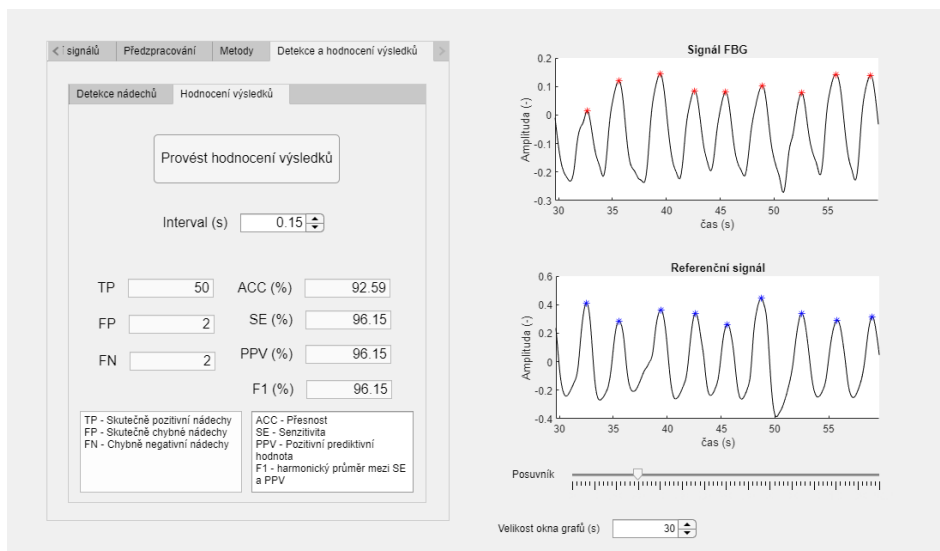 signálů Předzpracování Metody Detekce a hodnocení výsledků
Detekce nádechů Hodnocení výsledků
Provést hodnocení výsledků
Interval (s) 0.15
TP 50 ACC (%) 92.59
FP 2 SE (%) 96.15
FN 2 PPV (%) 96.15
F1 (%) 96.15
TP - Skutečně pozitivní nádechy
FP - Skutečně chybné nádechy
FN - Chybně negativní nádechy
ACC - Přesnost
SE - Senzitivita
PPV - Pozitivní prediktivní
hodnota
F1 - harmonický průměr mezi SE
a PPV
Signál FBG
0.2
0.1
0
-0.1
-0.2
-0.3
Amplituda (-)
30 35 40 45 50 55
čas (s)
Referenční signál
0.6
0.4
0.2
0
-0.2
-0.4
Amplituda (-)
30 35 40 45 50 55
čas (s)
Posuvník
Velikost okna grafů (s) 30